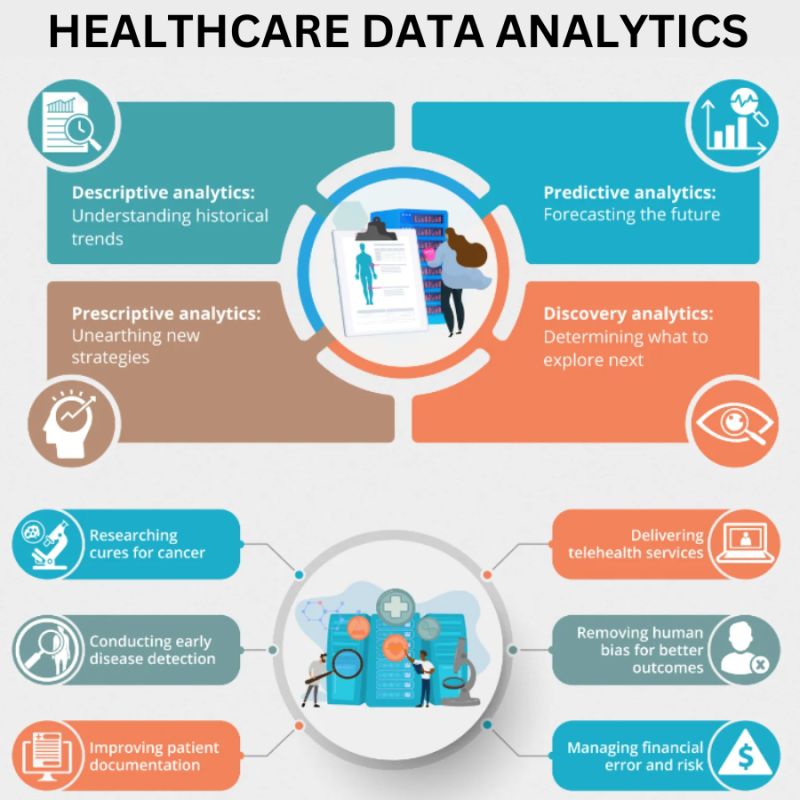 HEALTHCARE DATA ANALYTICS
Descriptive analytics:
Understanding historical
trends
Predictive analytics:
Forecasting the future
Prescriptive analytics:
Unearthing new
strategies
Discovery analytics:
Determining what to
explore next
Researching
cures for cancer
Delivering
telehealth services
Conducting early
disease detection
Removing human
bias for better
outcomes
Improving patient
documentation
Managing financial
error and risk
$